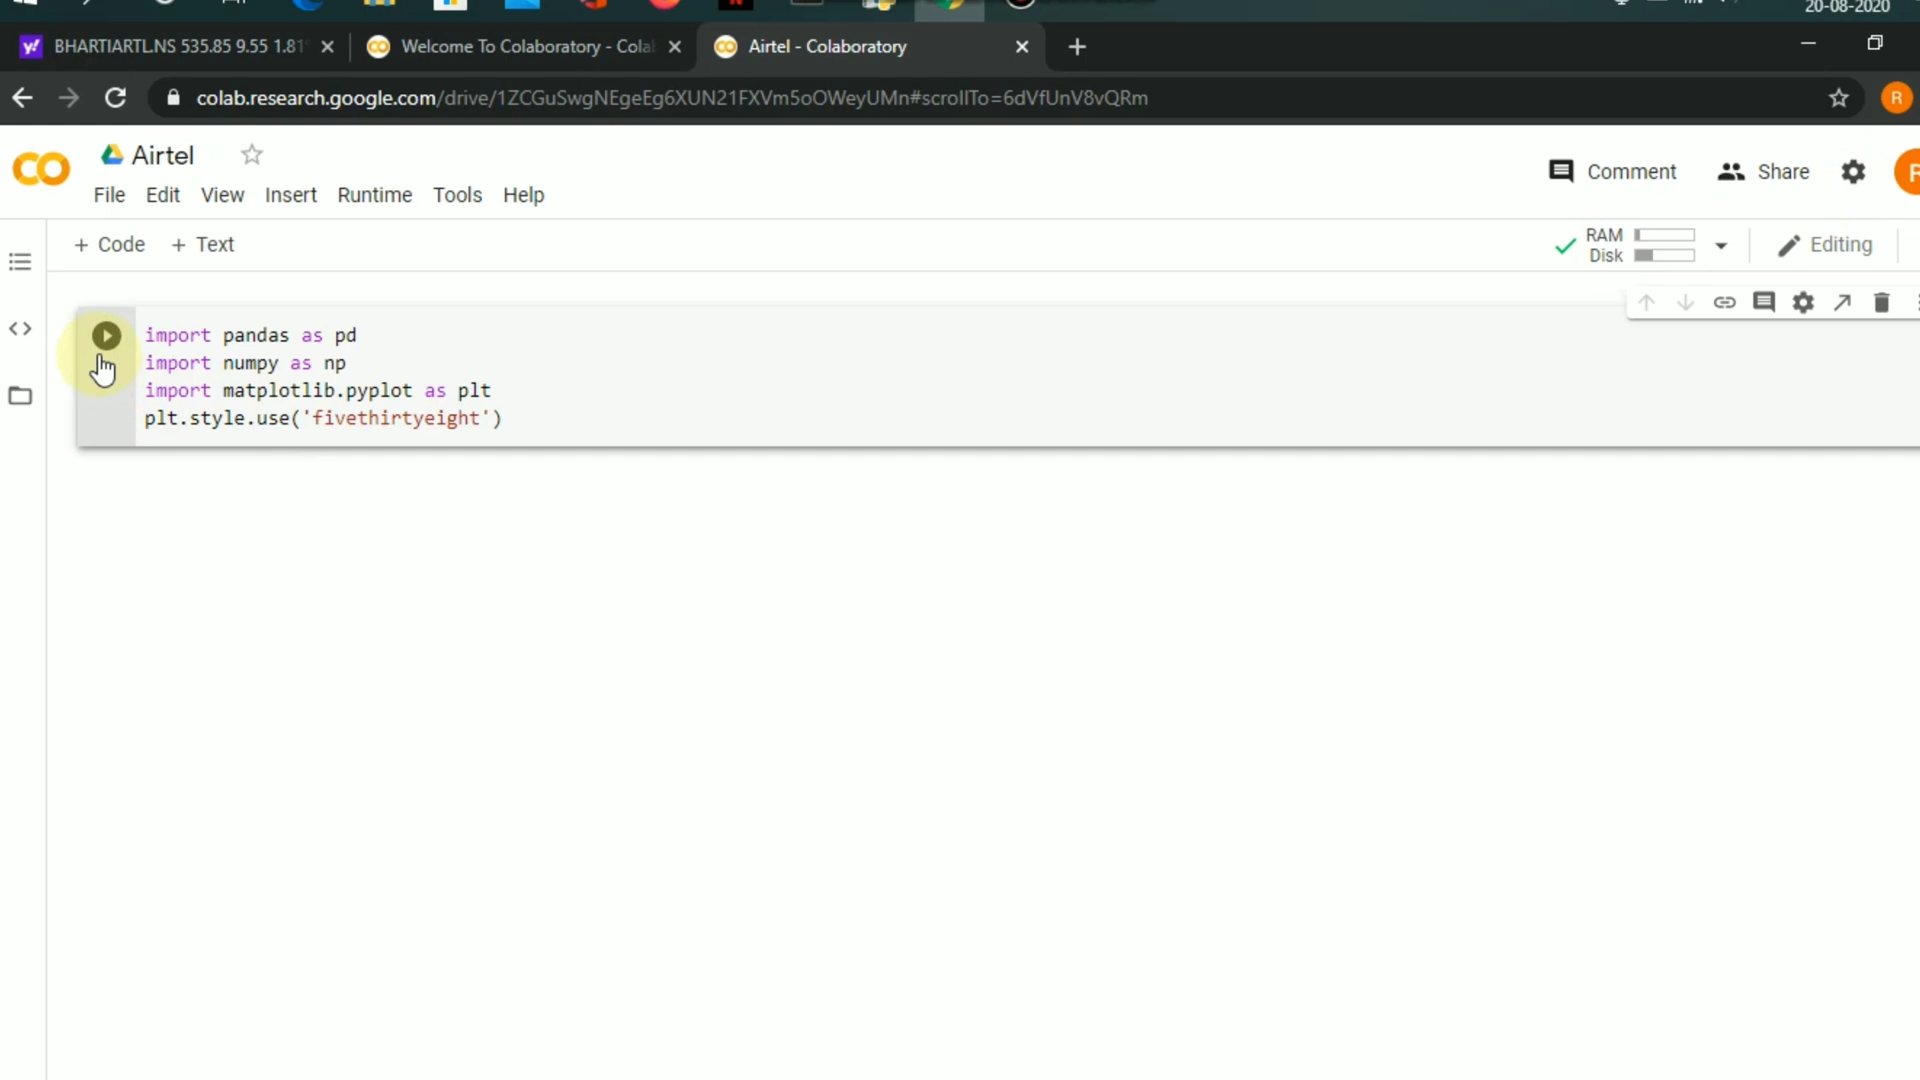 20-08-2020
BHARTIARTL.NS 535.85 9.55 1.81
Welcome To Colaboratory - Cola
Airtel - Colaboratory
colab.research.google.com/drive/1ZCGuSwgNEgeEg6XUN21FXVm5oOWeyUMn#scrollTo=6dVfUnV8vQRm
R
Airtel
Comment Share
File Edit View Insert Runtime Tools Help
+ Code + Text
RAM
Disk
Editing
import pandas as pd
import numpy as np
import matplotlib.pyplot as plt
plt.style.use('fivethirtyeight')